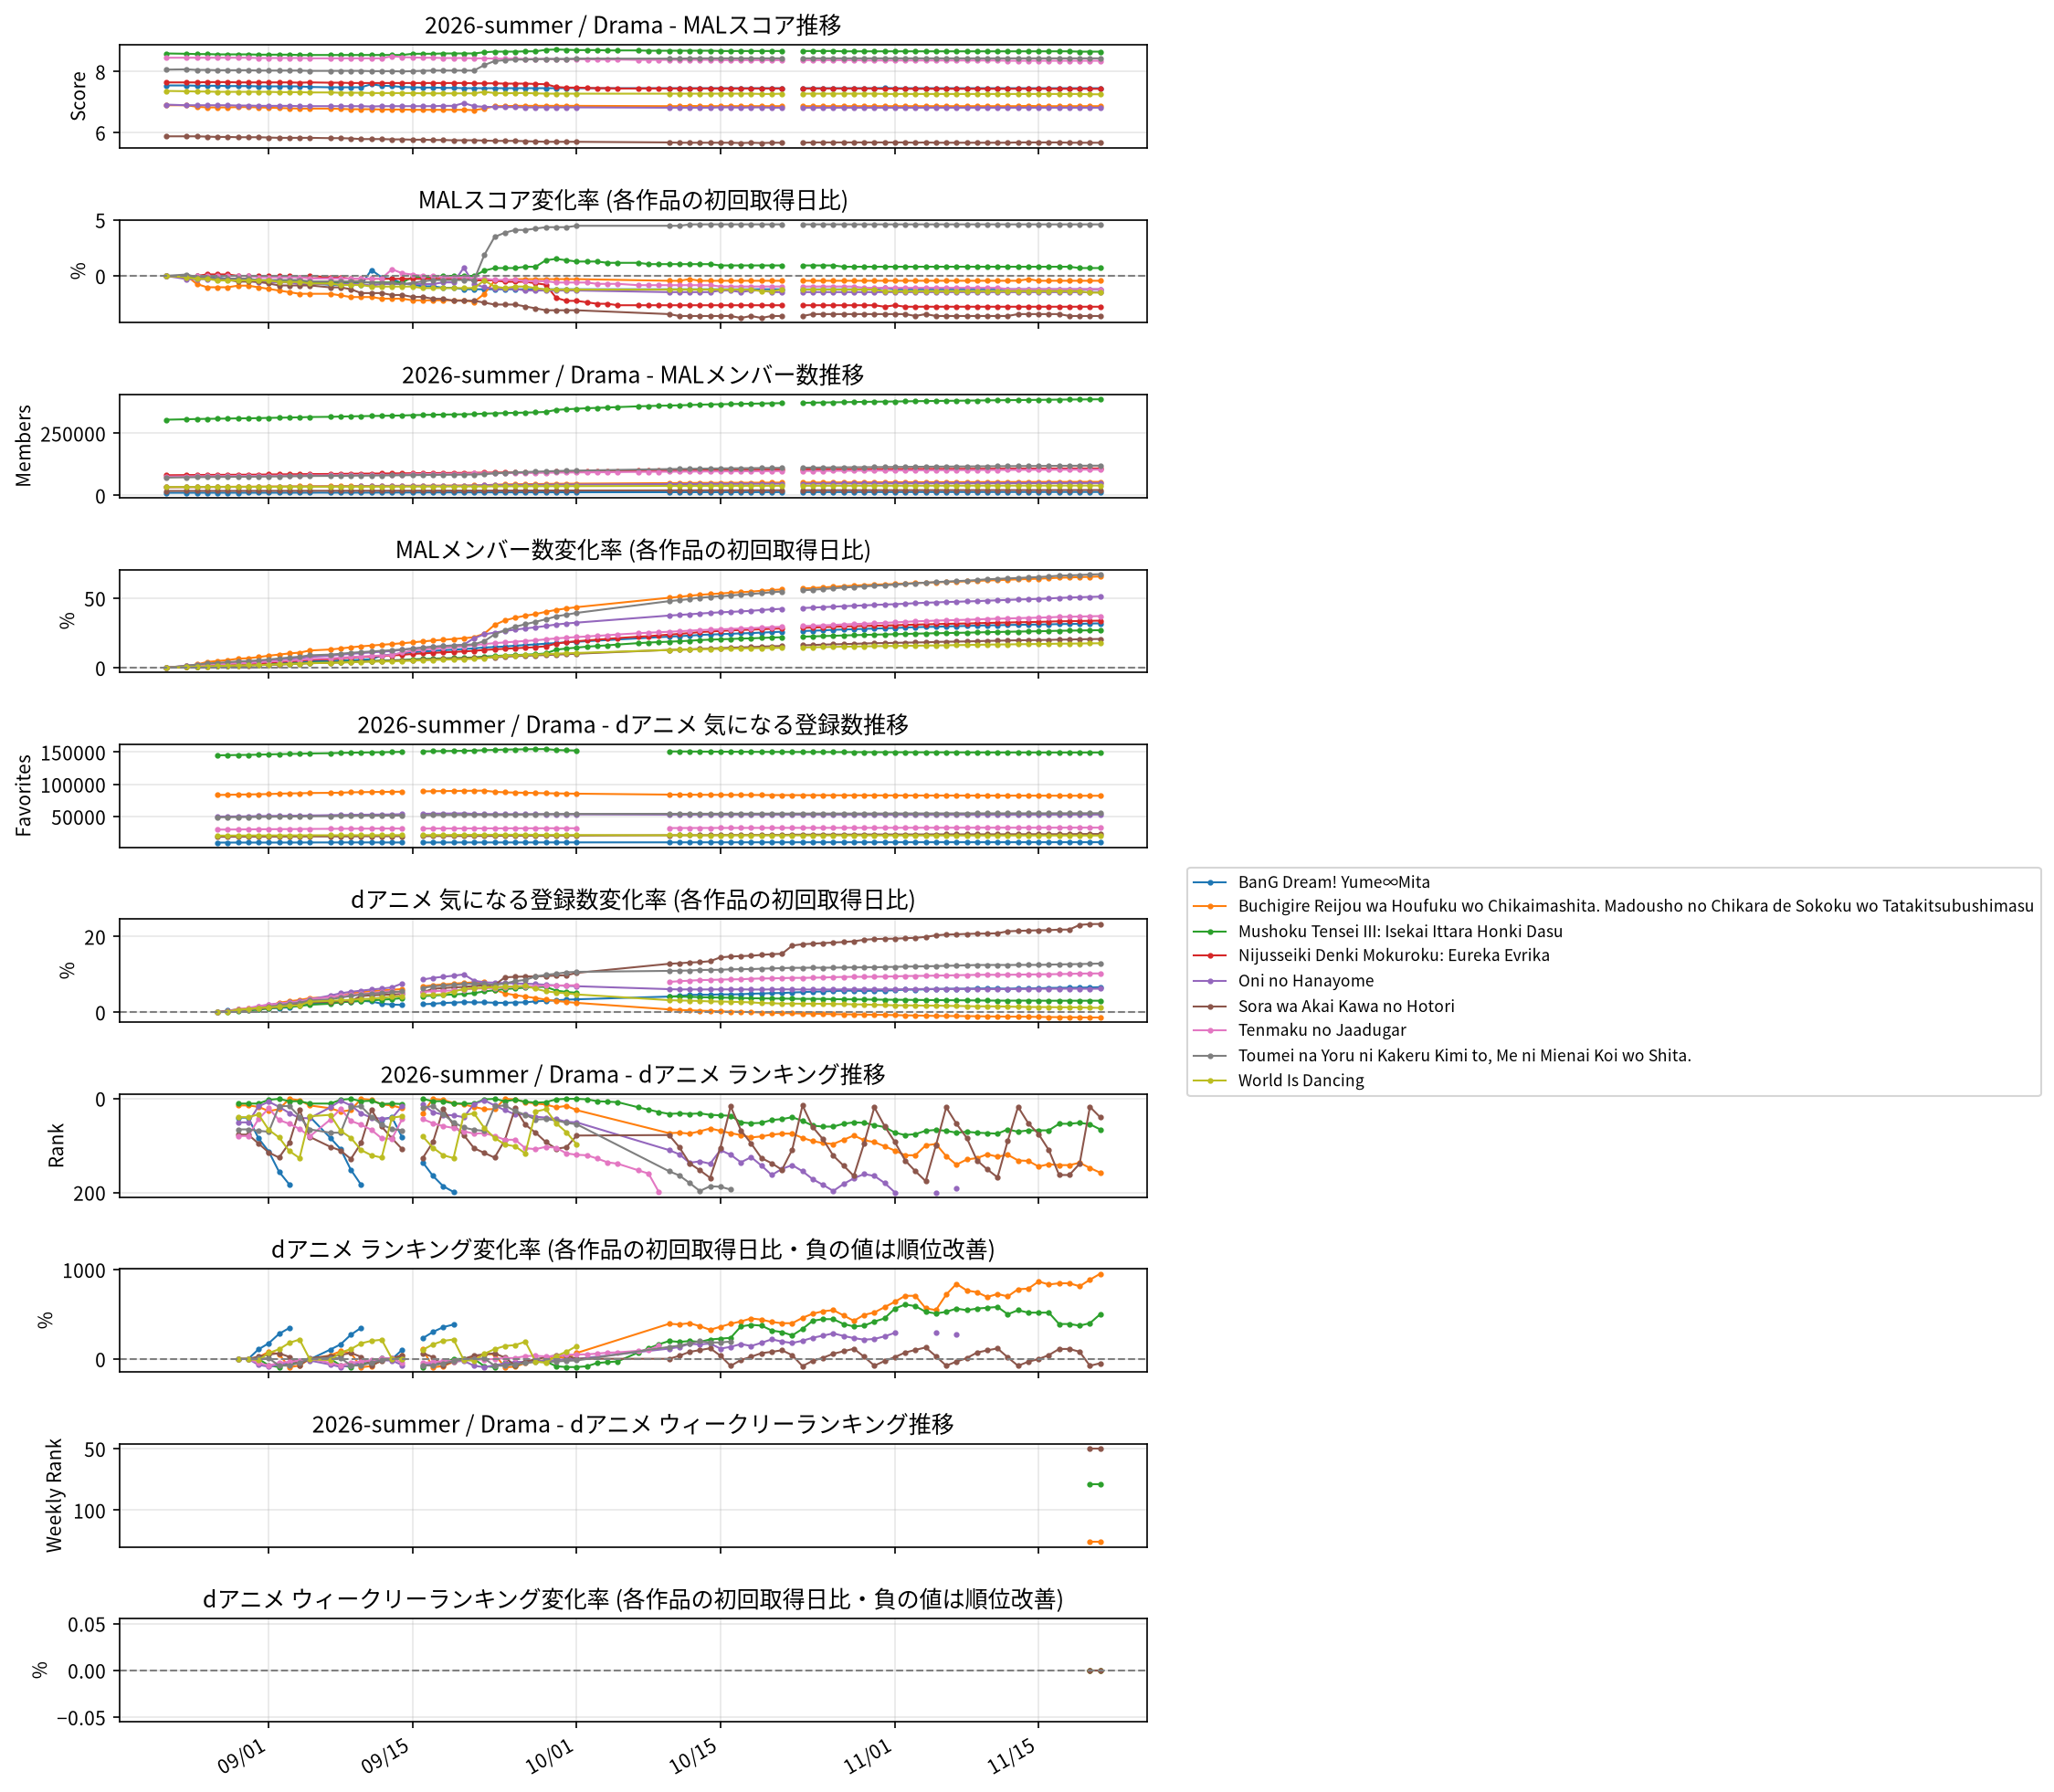 2026-summer / Drama - MALスコア推移
Score
8
6
MALスコア変化率 (各作品の初回取得日比)
%
5
0
2026-summer / Drama - MALメンバー数推移
Members
250000
0
MALメンバー数変化率 (各作品の初回取得日比)
%
50
0
2026-summer / Drama - dアニメ 気になる登録数推移
Favorites
150000
100000
50000
dアニメ 気になる登録数変化率 (各作品の初回取得日比)
%
20
0
BanG Dream! Yume∞Mita
Buchigire Reijou wa Houfuku wo Chikaimashita. Madousho no Chikara de Sokoku wo Tatakitsubushimasu
Mushoku Tensei III: Isekai Ittara Honki Dasu
Nijusseiki Denki Mokuroku: Eureka Evrika
Oni no Hanayome
Sora wa Akai Kawa no Hotori
Tenmaku no Jaadugar
Toumei na Yoru ni Kakeru Kimi to, Me ni Mienai Koi wo Shita.
World Is Dancing
2026-summer / Drama - dアニメ ランキング推移
Rank
0
200
dアニメ ランキング変化率 (各作品の初回取得日比・負の値は順位改善)
%
1000
0
2026-summer / Drama - dアニメ ウィークリーランキング推移
Weekly Rank
50
100
dアニメ ウィークリーランキング変化率 (各作品の初回取得日比・負の値は順位改善)
%
0.05
0.00
−0.05
09/01
09/15
10/01
10/15
11/01
11/15